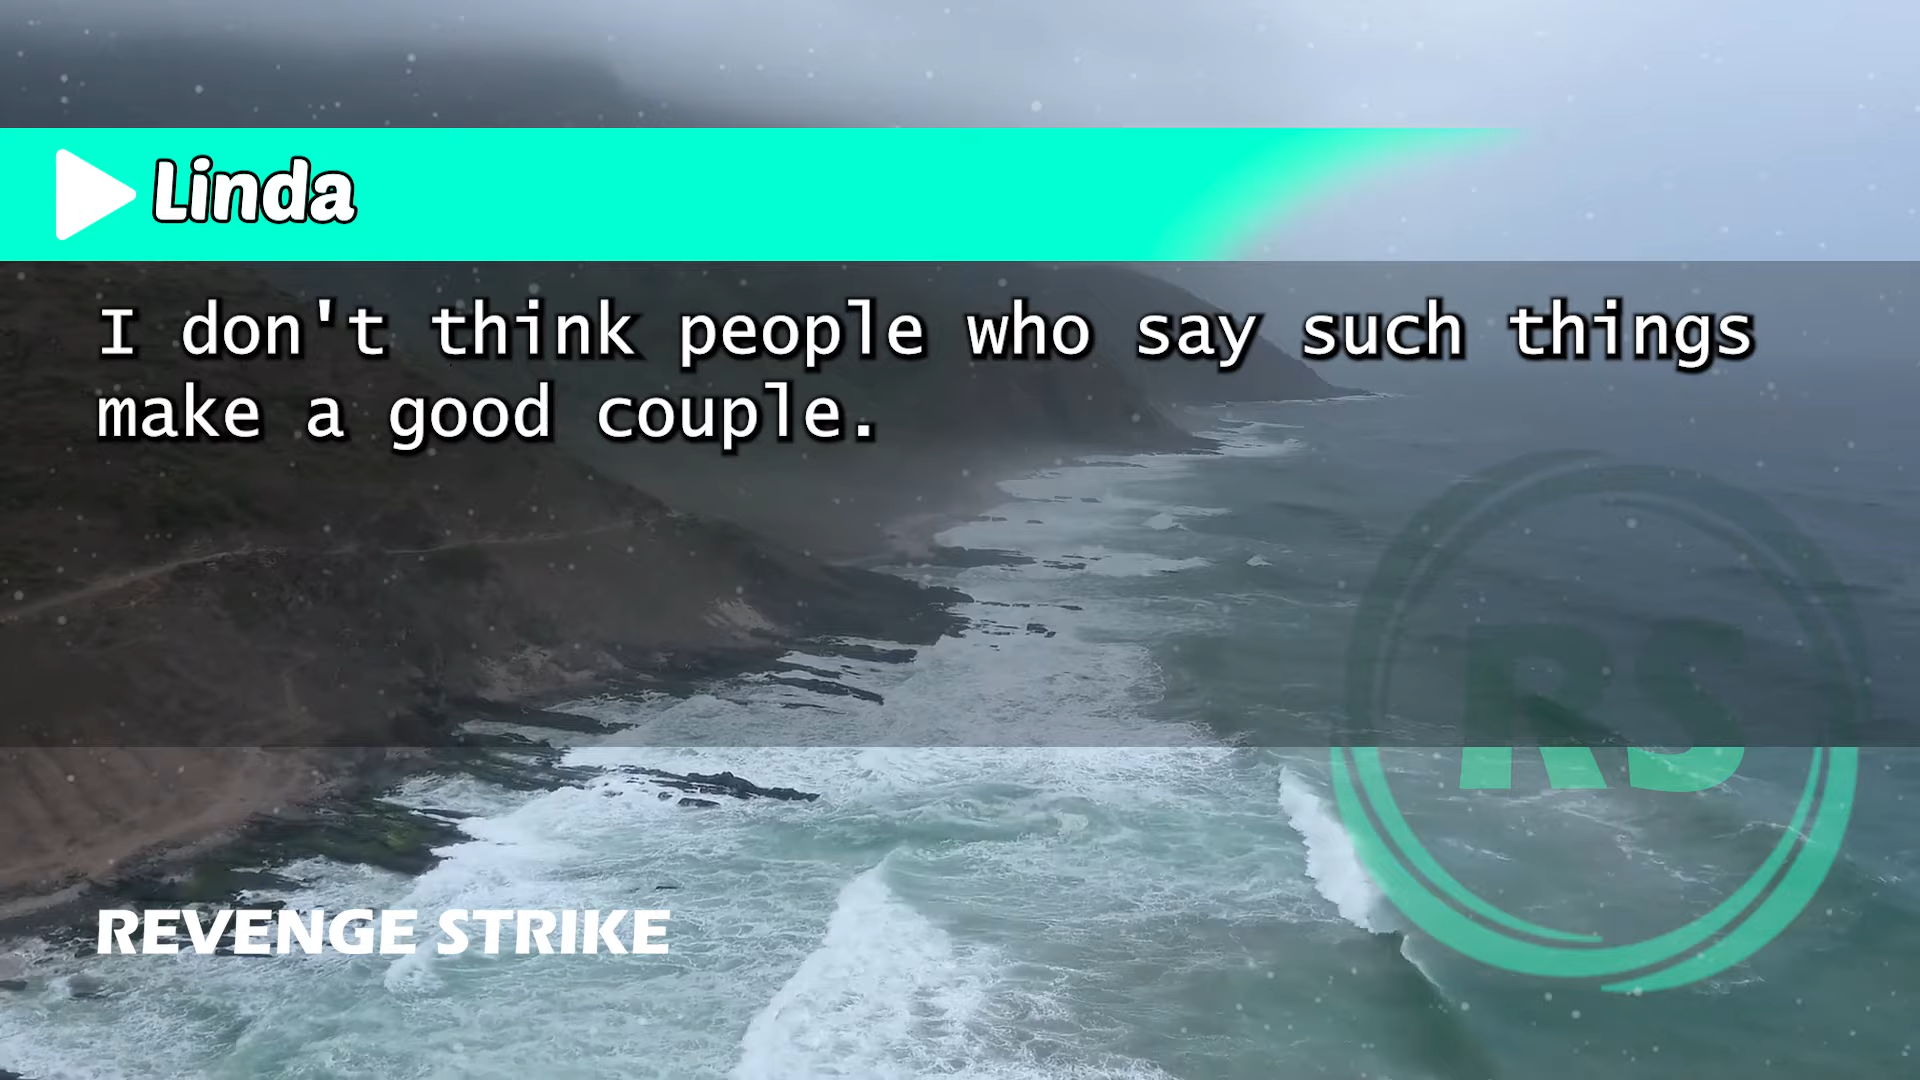 Linda
I don't think people who say such things
make a good couple.
RS
REVENGE STRIKE